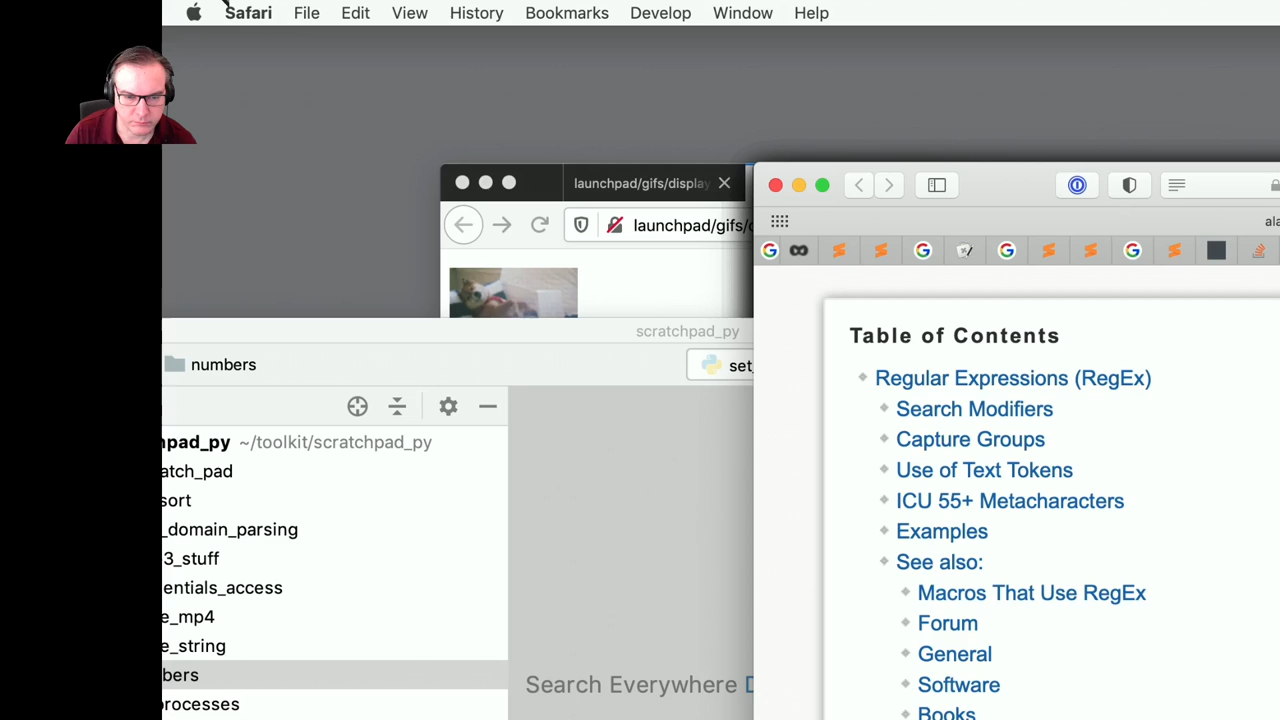 Safari File Edit View History Bookmarks Develop Window Help
launchpad/gifs/display
launchpad/gifs/
scratchpad_py
numbers
set_
hpad_py ~/toolkit/scratchpad_py
atch_pad
sort
_domain_parsing
3_stuff
entials_access
e_mp4
e_string
bers
processes
Search Everywhere
ala
Table of Contents
Regular Expressions (RegEx)
Search Modifiers
Capture Groups
Use of Text Tokens
ICU 55+ Metacharacters
Examples
See also:
Macros That Use RegEx
Forum
General
Software
Books